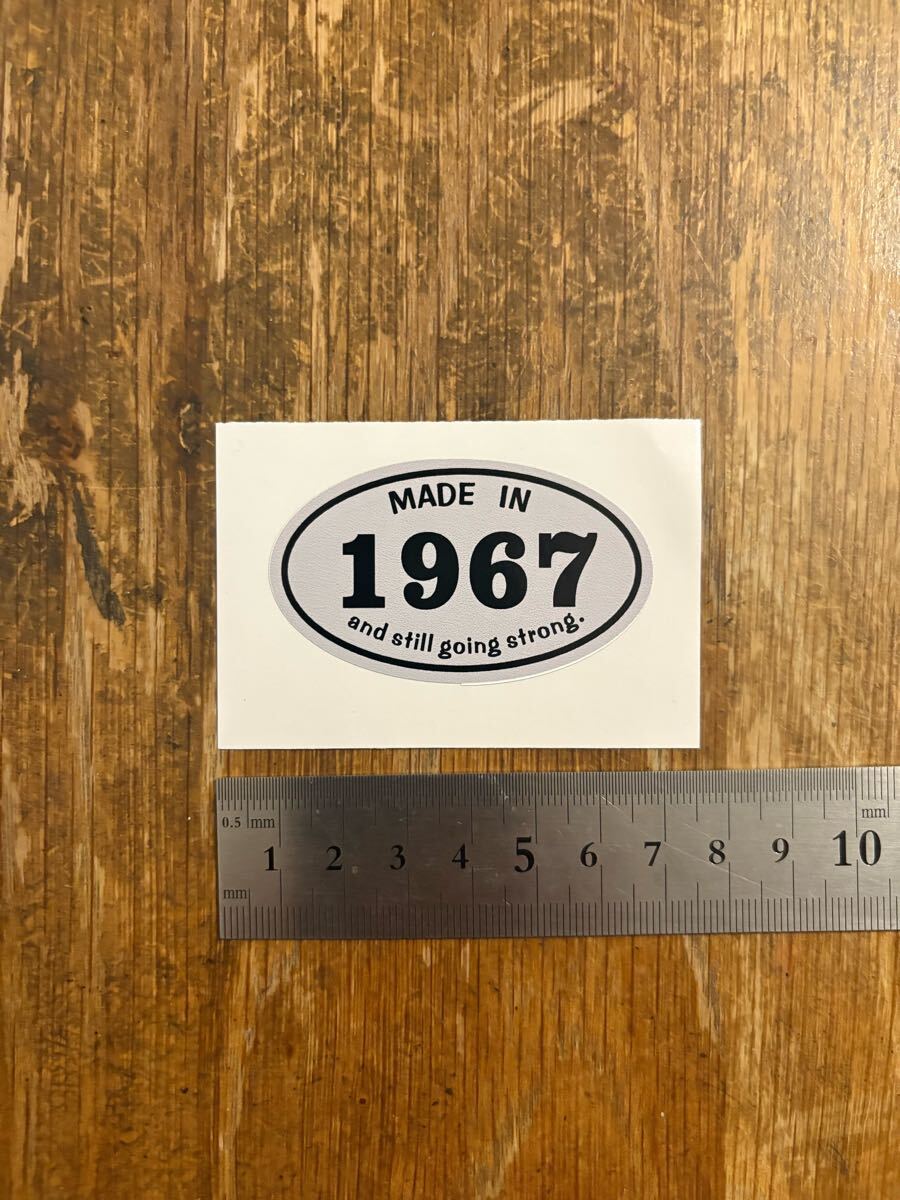 MADE IN
1967
and still going strong.
0.5 mm mm
1 2 3 4 5 6 7 8 9 10
mm